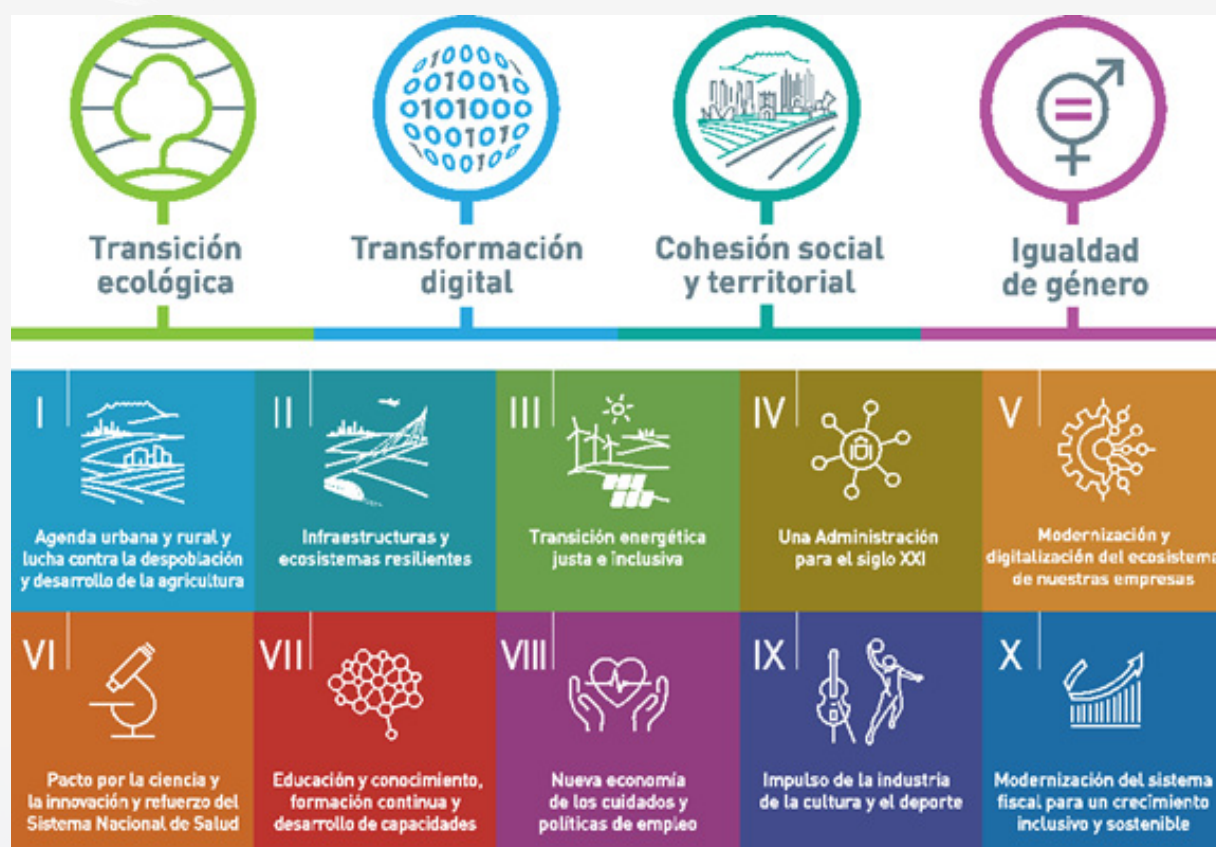 Transición
ecológica
Transformación
digital
Cohesión social
y territorial
Igualdad
de género
I
Agenda urbana y rural y
lucha contra la despoblación
y desarrollo de la agricultura
II
Infraestructuras y
ecosistemas resilientes
III
Transición energética
justa e inclusiva
IV
Una Administración
para el siglo XXI
V
Modernización y
digitalización del ecosistema
de nuestras empresas
VI
Pacto por la ciencia y
la innovación y refuerzo del
Sistema Nacional de Salud
VII
Educación y conocimiento,
formación continua y
desarrollo de capacidades
VIII
Nueva economía
de los cuidados y
políticas de empleo
IX
Impulso de la industria
de la cultura y el deporte
X
Modernización del sistema
fiscal para un crecimiento
inclusivo y sostenible